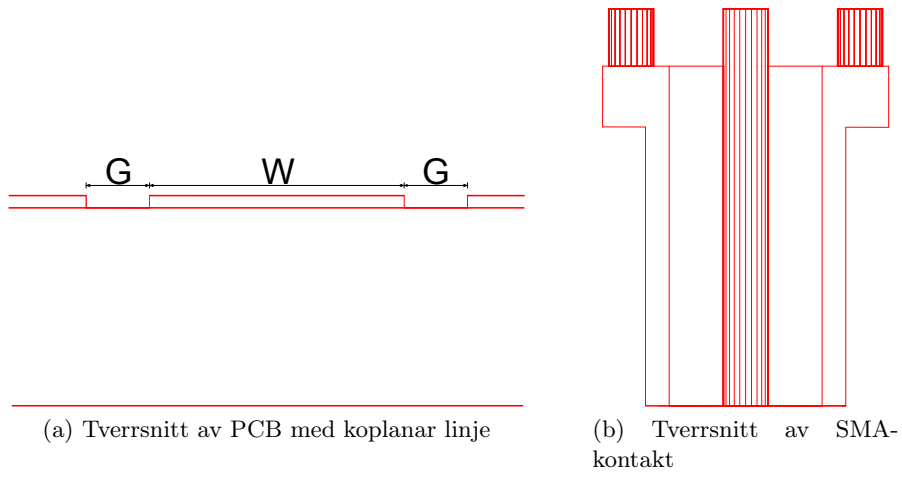 G W G
(a) Tverrsnitt av PCB med koplanar linje
(b) Tverrsnitt av SMA-
kontakt